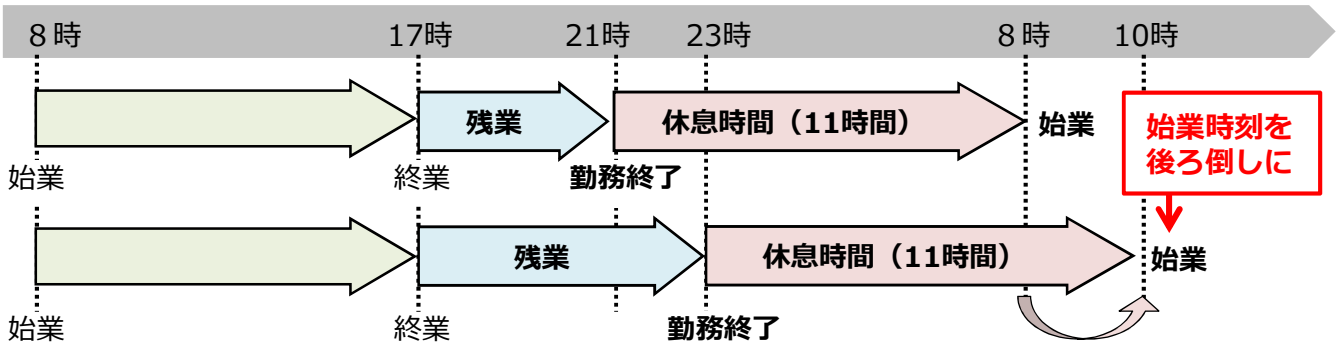 ８時 17時 21時 23時 ８時 10時
残業 休息時間（11時間） 始業
始業時刻を
後ろ倒しに
始業 終業 勤務終了
残業 休息時間（11時間） 始業
始業 終業 勤務終了